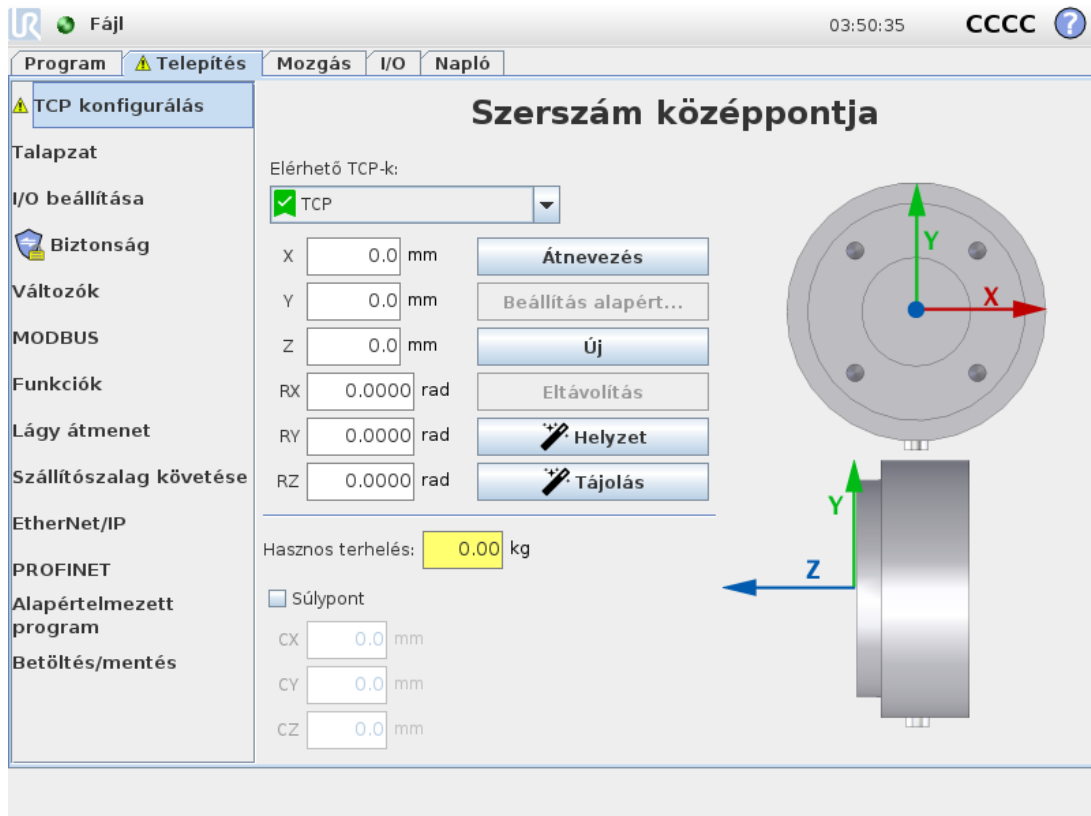 UR Fájl 03:50:35 CCCC ?
Program Telepítés Mozgás I/O Napló
TCP konfigurálás
Talapzat
I/O beállítása
Biztonság
Változók
MODBUS
Funkciók
Lágy átmenet
Szállítószalag követése
EtherNet/IP
PROFINET
Alapértelmezett
program
Betöltés/mentés
Szerszám középpontja
Elérhető TCP-k:
TCP
X 0.0 mm Átnevezés
Y 0.0 mm Beállítás alapért...
Z 0.0 mm Új
RX 0.0000 rad Eltávolítás
RY 0.0000 rad Helyzet
RZ 0.0000 rad Tájolás
Hasznos terhelés: 0.00 kg
Súlypont
CX 0.0 mm
CY 0.0 mm
CZ 0.0 mm
Y
X
Y
Z